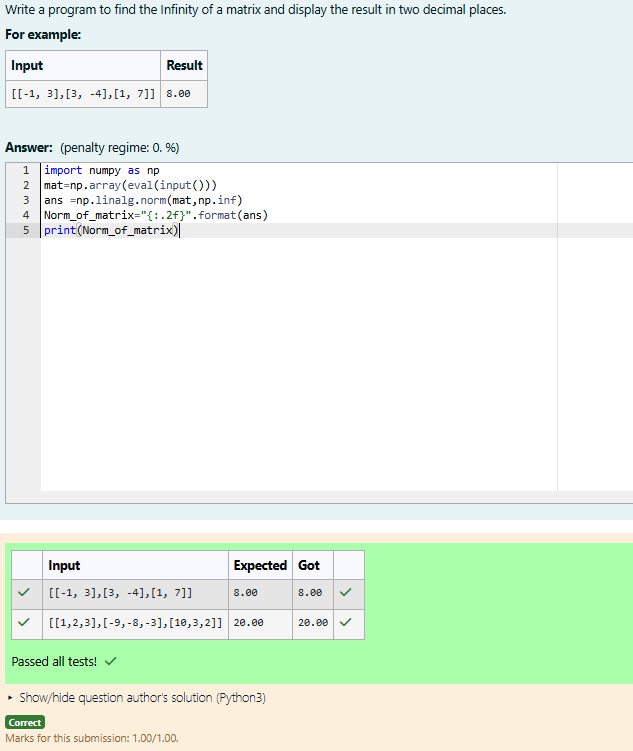 Write a program to find the Infinity of a matrix and display the result in two decimal places.
For example:
Input Result
[[-1, 3],[3, -4],[1, 7]] 8.00
Answer: (penalty regime: 0. %)
1 import numpy as np
2 mat=np.array(eval(input()))
3 ans =np.linalg.norm(mat,np.inf)
4 Norm_of_matrix="{:.2f}".format(ans)
5 print(Norm_of_matrix)
Input Expected Got
✓ [[-1, 3],[3, -4],[1, 7]] 8.00 8.00 ✓
✓ [[1,2,3],[-9,-8,-3],[10,3,2]] 20.00 20.00 ✓
Passed all tests! ✓
▸ Show/hide question author's solution (Python3)
Correct
Marks for this submission: 1.00/1.00.